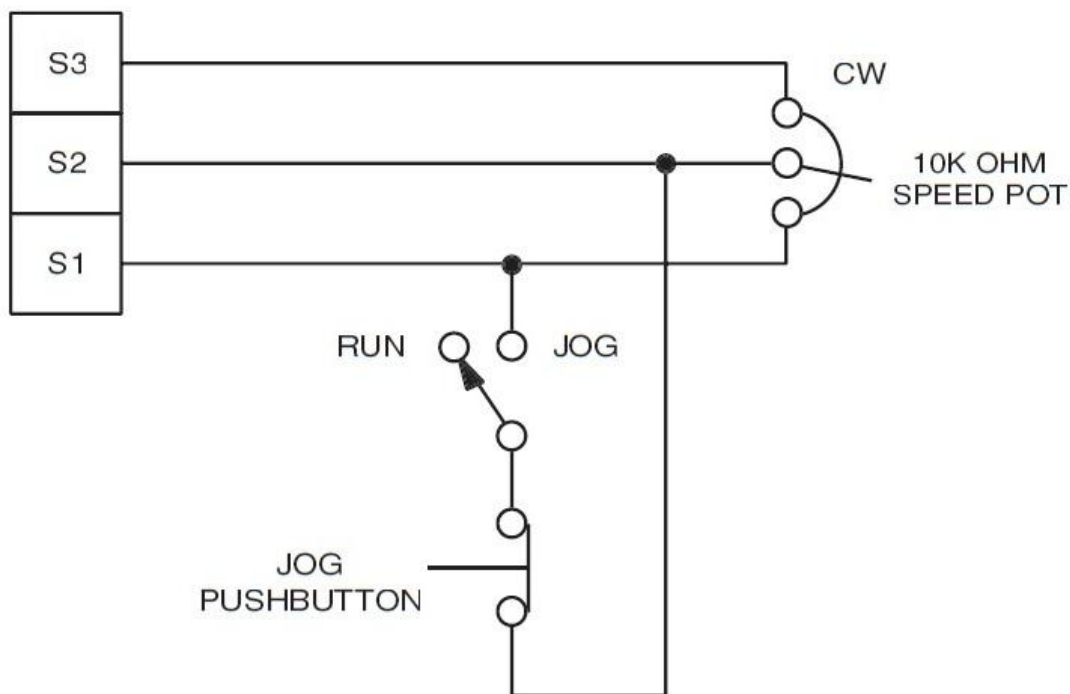 S3
CW
S2
10K OHM
SPEED POT
S1
RUN
JOG
JOG
PUSHBUTTON